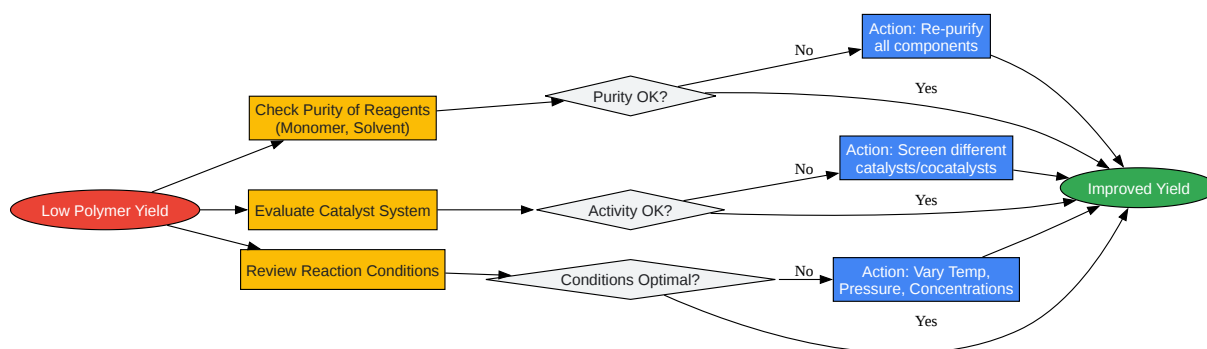 Low Polymer Yield
Check Purity of Reagents
(Monomer, Solvent)
Purity OK?
No
Action: Re-purify
all components
Yes
Evaluate Catalyst System
Activity OK?
No
Action: Screen different
catalysts/cocatalysts
Yes
Improved Yield
Review Reaction Conditions
Conditions Optimal?
No
Action: Vary Temp,
Pressure, Concentrations
Yes